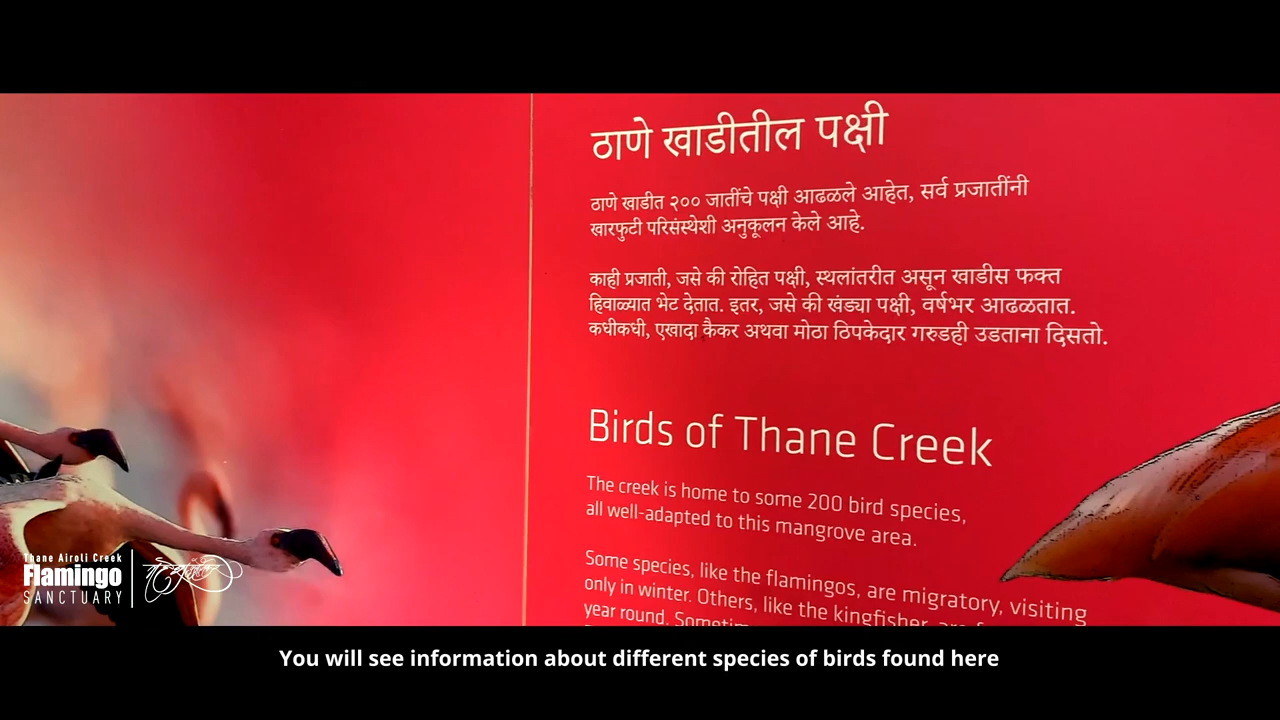 ठाणे खाडीतील पक्षी
ठाणे खाडीत २०० जातींचे पक्षी आढळले आहेत, सर्व प्रजातींनी
खारफुटी परिसंस्थेशी अनुकूलन केले आहे.
काही प्रजाती, जसे की रोहित पक्षी, स्थलांतरीत असून खाडीस फक्त
हिवाळ्यात भेट देतात. इतर, जसे की खंड्या पक्षी, वर्षभर आढळतात.
कधीकधी, एखादा कैकर अथवा मोठा ठिपकेदार गरुडही उडताना दिसतो.
Birds of Thane Creek
The creek is home to some 200 bird species,
all well-adapted to this mangrove area.
Some species, like the flamingos, are migratory, visiting
only in winter. Others, like the kingfisher, are
year round. Sometim
Thane Airoli Creek
Flamingo
SANCTUARY
You will see information about different species of birds found here